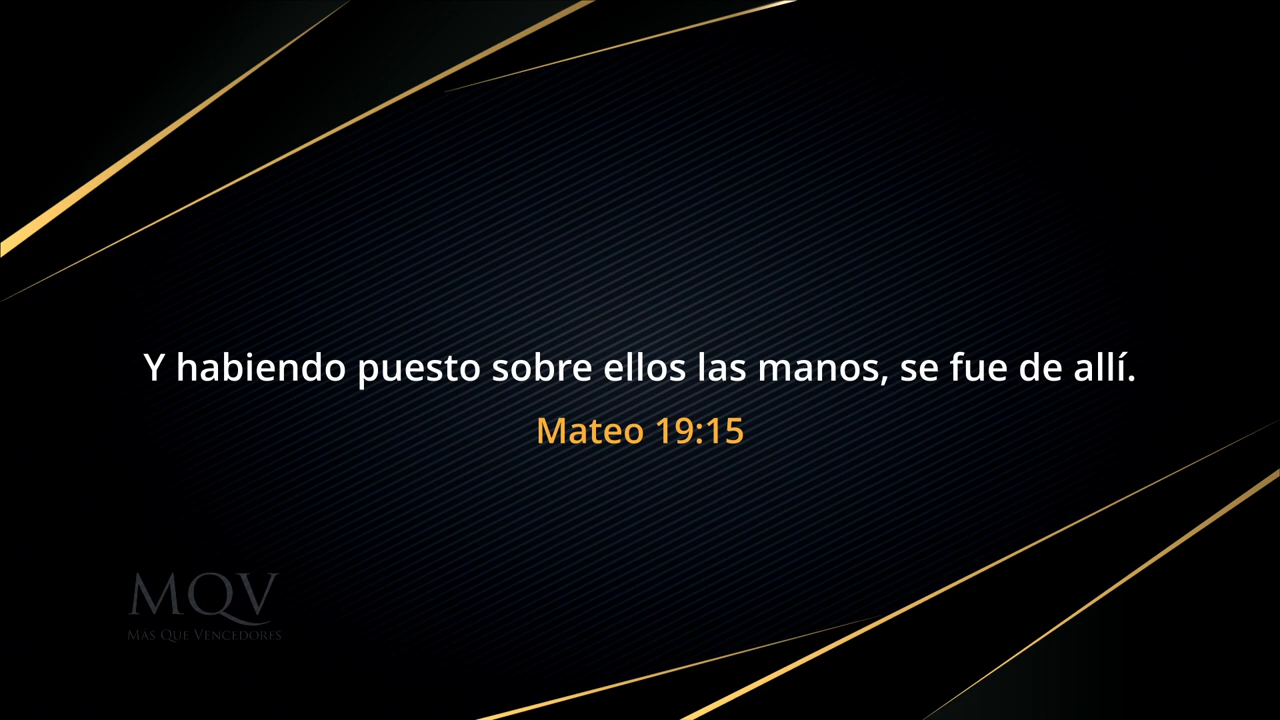 Y habiendo puesto sobre ellos las manos, se fue de allí.
Mateo 19:15
MQV
Más Que Vencedores